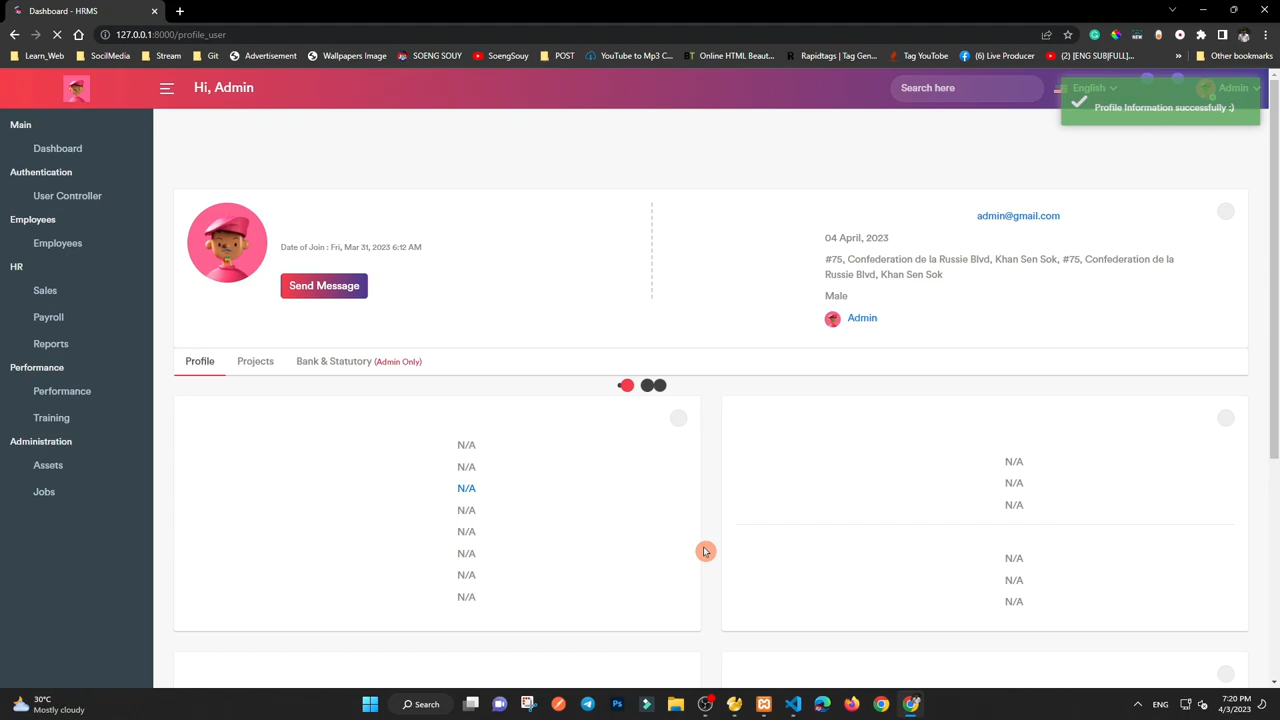 Dashboard - HRMS
127.0.0.1:8000/profile_user
Learn_Web
SocilMedia
Stream
Git
Advertisement
Wallpapers Image
SOENG SOUY
SoengSouy
POST
YouTube to Mp3 C...
Online HTML Beaut...
Rapidtags | Tag Gen...
Tag YouTube
(6) Live Producer
(2) [ENG SUB|FULL]...
Other bookmarks
Hi, Admin
Search here
English
Admin
Profile Information successfully :)
Main
Dashboard
Authentication
User Controller
Employees
Employees
HR
Sales
Payroll
Reports
Performance
Performance
Training
Administration
Assets
Jobs
Date of Join : Fri, Mar 31, 2023 6:12 AM
Send Message
admin@gmail.com
04 April, 2023
#75, Confederation de la Russie Blvd, Khan Sen Sok, #75, Confederation de la
Russie Blvd, Khan Sen Sok
Male
Admin
Profile
Projects
Bank & Statutory (Admin Only)
N/A
N/A
N/A
N/A
N/A
N/A
N/A
N/A
N/A
N/A
N/A
N/A
N/A
N/A
30°C
Mostly cloudy
Search
ENG
7:20 PM
4/3/2023